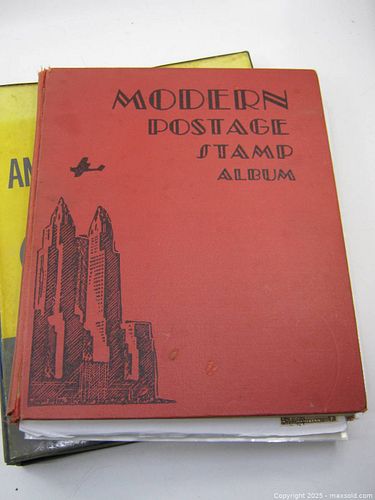 MODERN
POSTAGE
STAMP
ALBUM
AN
Copyright 2025 - maxsold.com